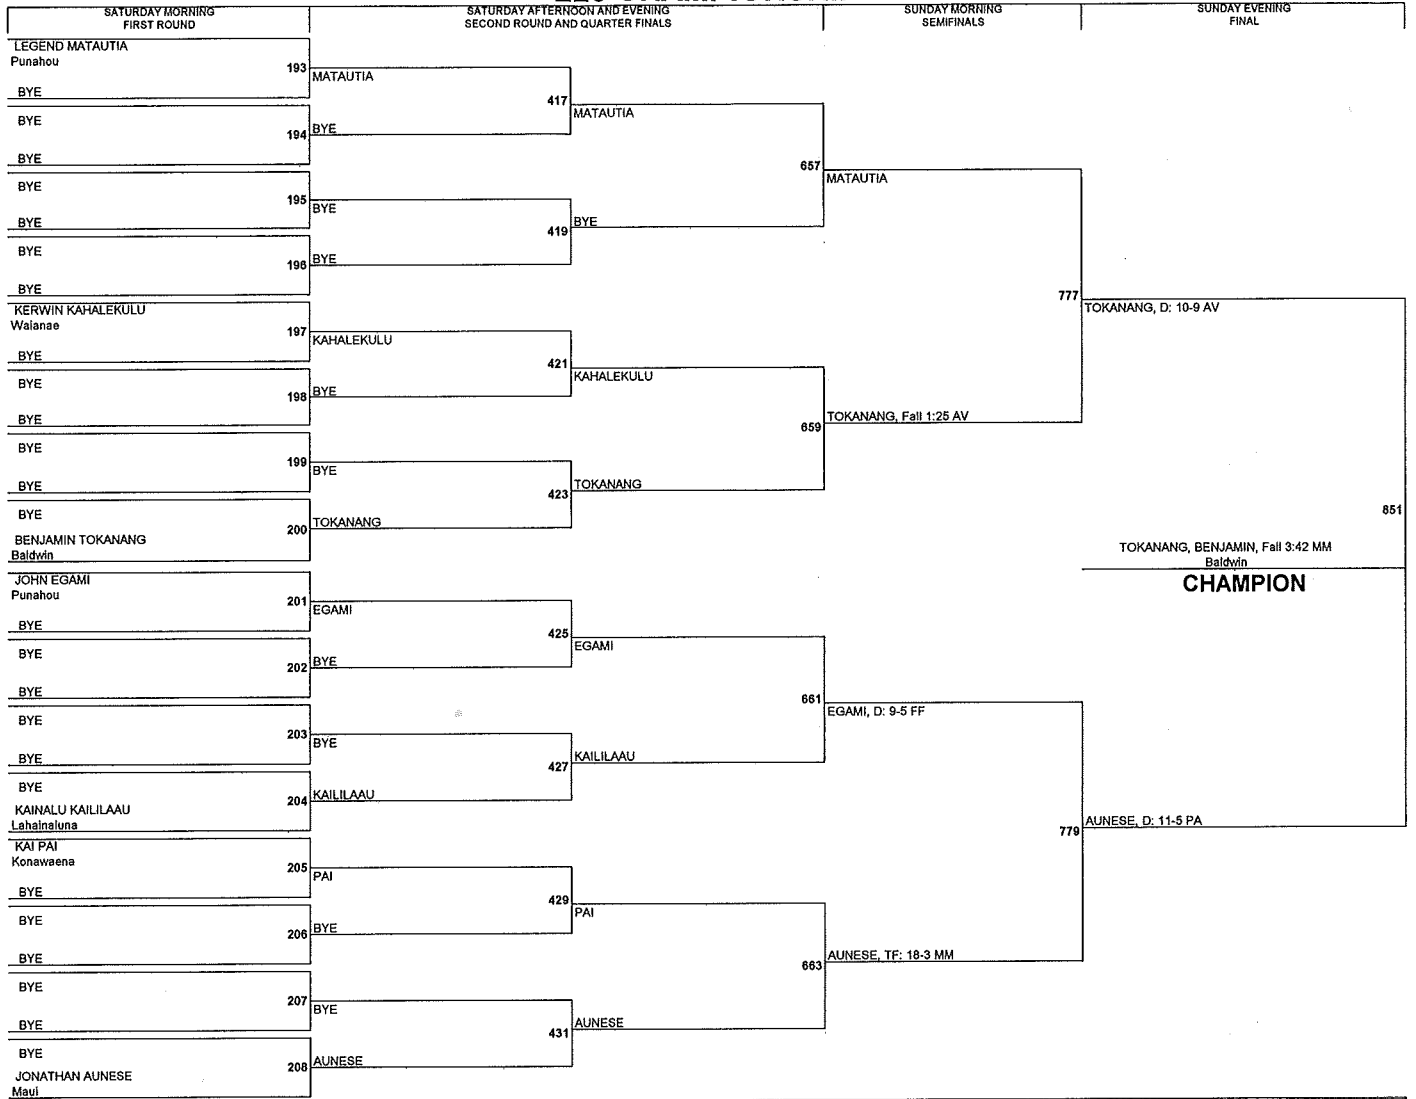 SATURDAY MORNING
FIRST ROUND
SATURDAY AFTERNOON AND EVENING
SECOND ROUND AND QUARTER FINALS
SUNDAY MORNING
SEMIFINALS
SUNDAY EVENING
FINAL
LEGEND MATAUTIA
Punahou
193
MATAUTIA
BYE
417
MATAUTIA
BYE
194
BYE
BYE
657
MATAUTIA
BYE
195
BYE
BYE
419
BYE
BYE
196
BYE
BYE
777
TOKANANG, D: 10-9 AV
KERWIN KAHALEKULU
Waianae
197
KAHALEKULU
BYE
421
KAHALEKULU
BYE
198
BYE
BYE
659
TOKANANG, Fall 1:25 AV
BYE
199
BYE
BYE
423
TOKANANG
BYE
200
TOKANANG
BENJAMIN TOKANANG
Baldwin
851
TOKANANG, BENJAMIN, Fall 3:42 MM
Baldwin
CHAMPION
JOHN EGAMI
Punahou
201
EGAMI
BYE
425
EGAMI
BYE
202
BYE
BYE
661
EGAMI, D: 9-5 FF
BYE
203
BYE
BYE
427
KAILILAAU
BYE
204
KAILILAAU
KAINALU KAILILAAU
Lahainaluna
779
AUNESE, D: 11-5 PA
KAI PAI
Konawaena
205
PAI
BYE
429
PAI
BYE
206
BYE
BYE
663
AUNESE, TF: 18-3 MM
BYE
207
BYE
BYE
431
AUNESE
BYE
208
AUNESE
JONATHAN AUNESE
Maui